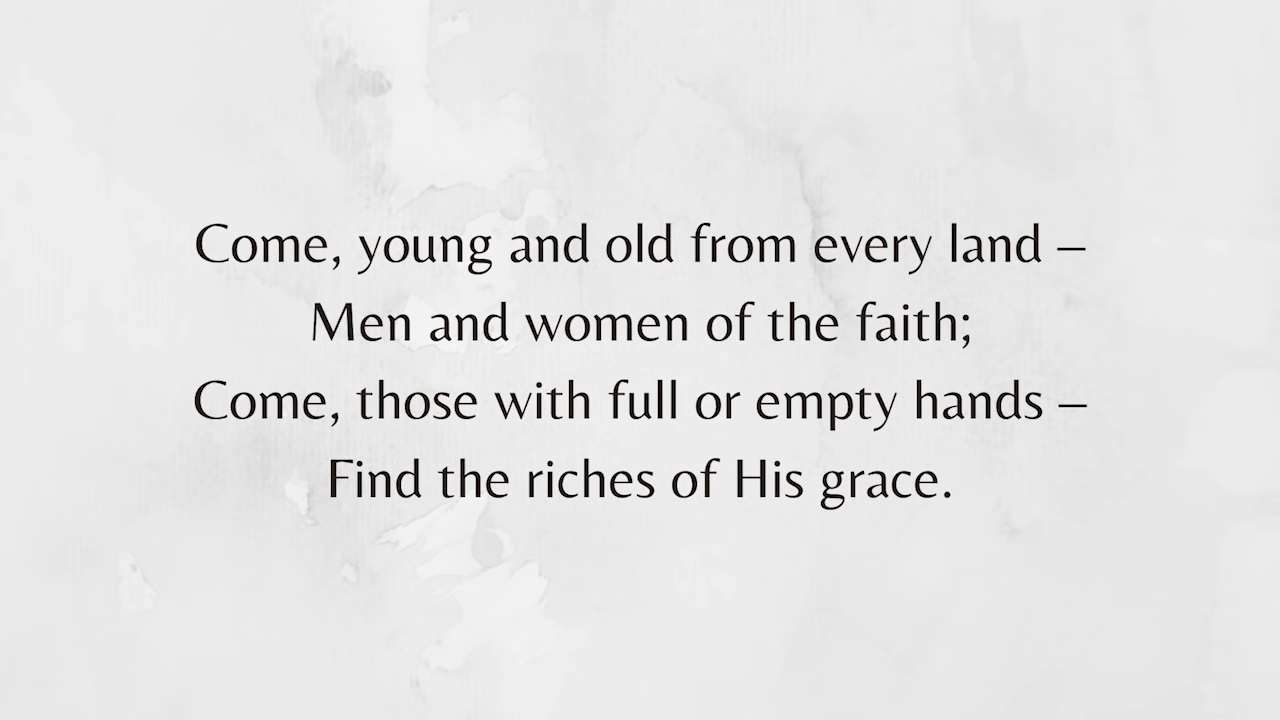 Come, young and old from every land –
Men and women of the faith;
Come, those with full or empty hands –
Find the riches of His grace.